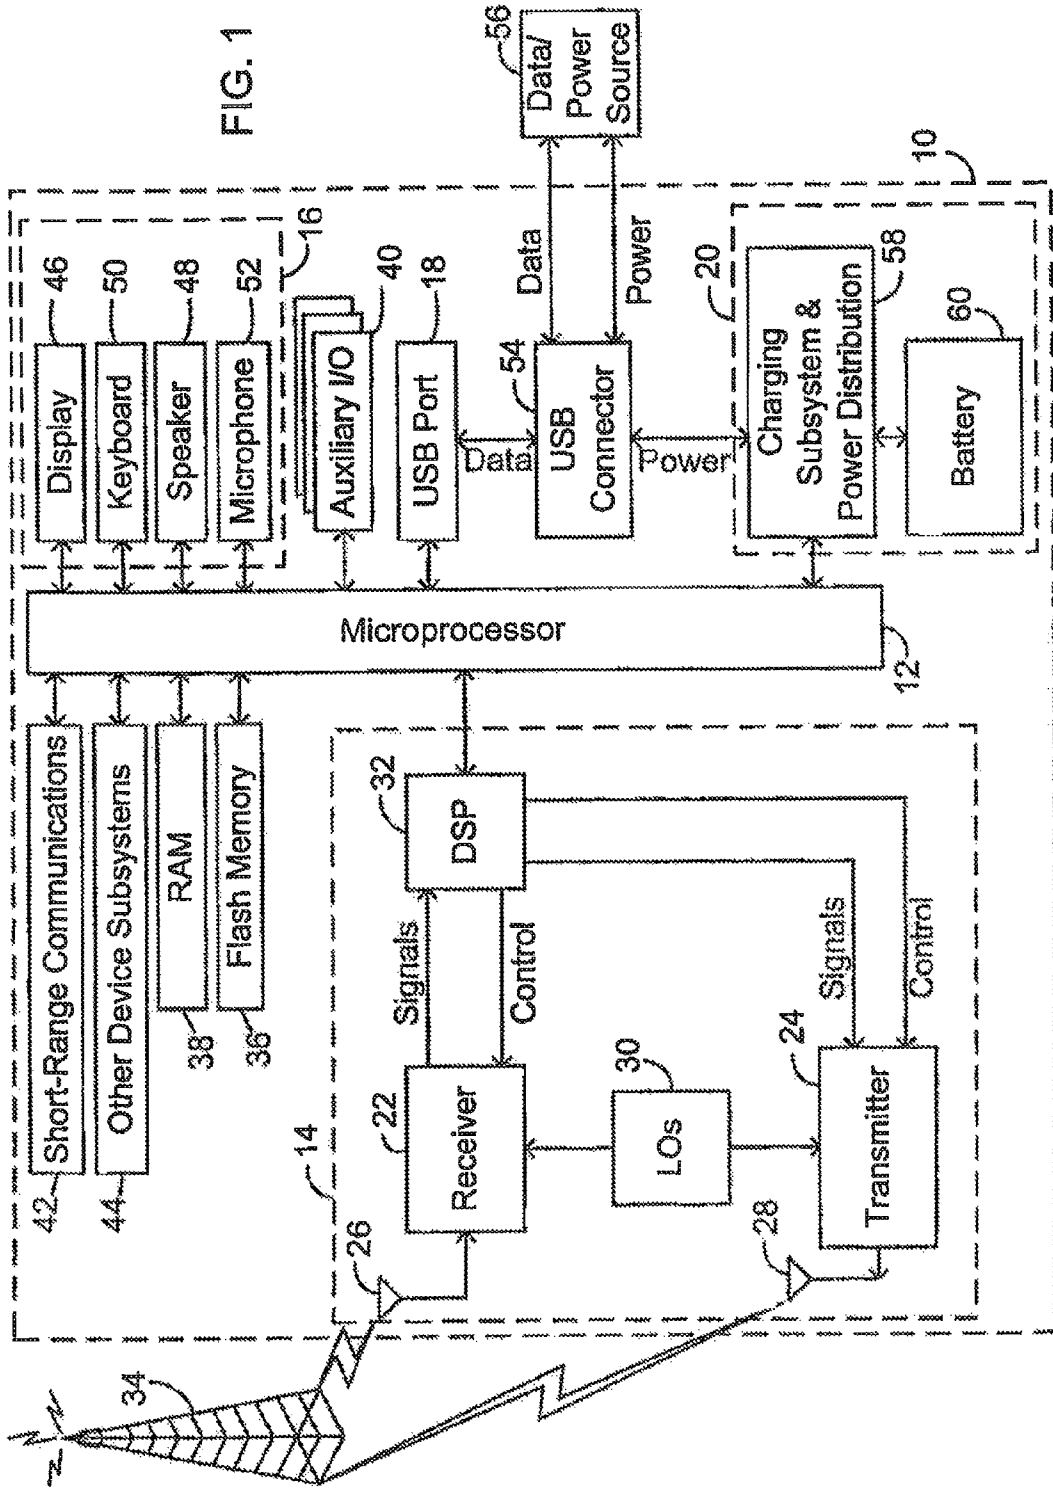 FIG. 1
34
42
Short-Range Communications
44
Other Device Subsystems
38
RAM
36
Flash Memory
Microprocessor
12
46
Display
50
Keyboard
48
Speaker
52
Microphone
16
40
Auxiliary I/O
18
USB Port
Data
54
USB
Connector
Data
Power
56
Data/
Power
Source
Power
20
Charging
Subsystem &
Power Distribution
58
60
Battery
10
14
26
22
Receiver
Signals
Control
32
DSP
30
LOs
28
24
Transmitter
Signals
Control